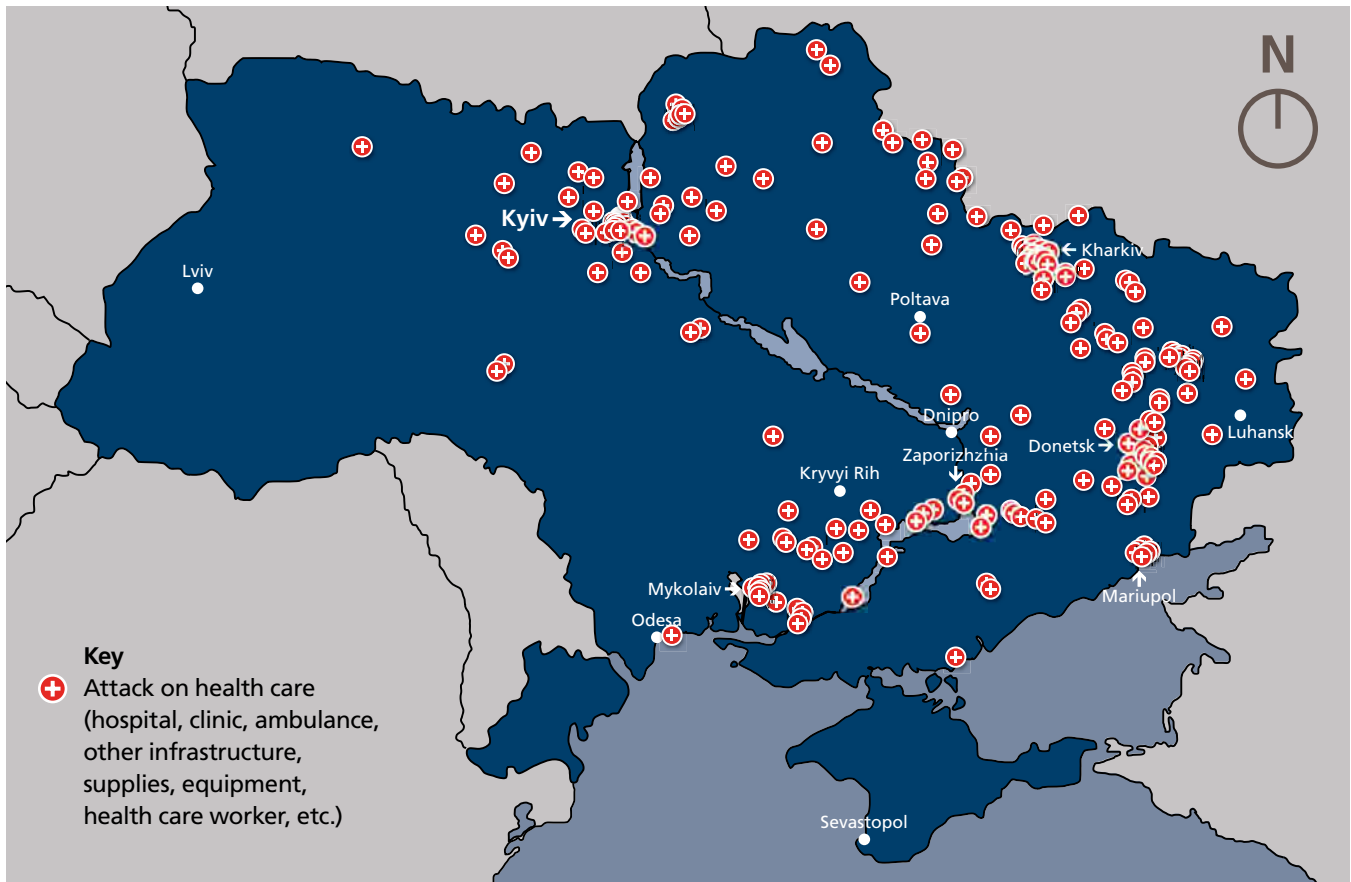 N
Kyiv
Kharkiv
Lviv
Poltava
Dnipro
Luhansk
Donetsk
Zaporizhzhia
Kryvyi Rih
Mykolaiv
Mariupol
Odesa
Key
Attack on health care
(hospital, clinic, ambulance,
other infrastructure,
supplies, equipment,
health care worker, etc.)
Sevastopol